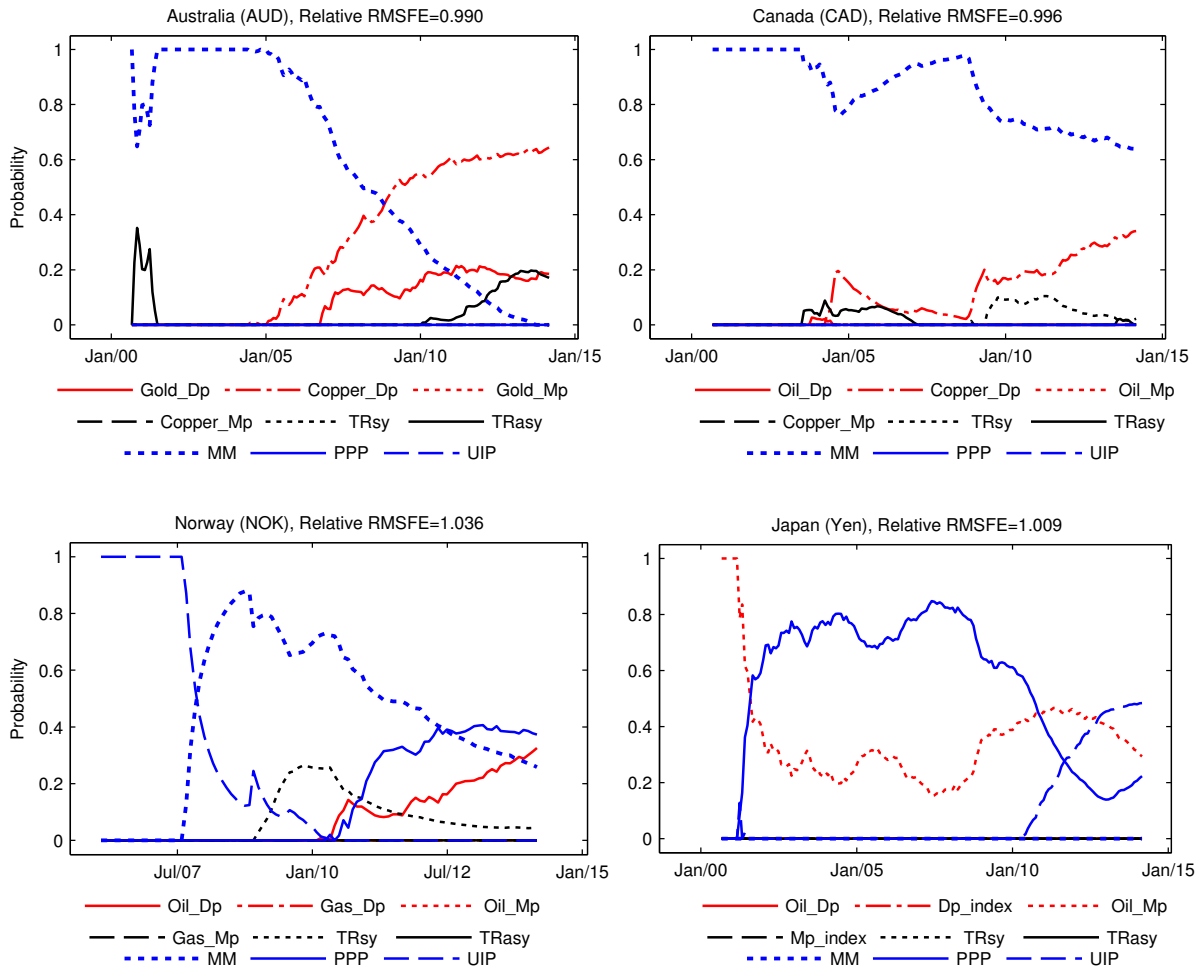 Australia (AUD), Relative RMSFE=0.990
Probability
1
0.8
0.6
0.4
0.2
0
Jan/00 Jan/05 Jan/10 Jan/15
Gold_Dp Copper_Dp Gold_Mp
Copper_Mp TRsy TRasy
MM PPP UIP
Canada (CAD), Relative RMSFE=0.996
1
0.8
0.6
0.4
0.2
0
Jan/00 Jan/05 Jan/10 Jan/15
Oil_Dp Copper_Dp Oil_Mp
Copper_Mp TRsy TRasy
MM PPP UIP
Norway (NOK), Relative RMSFE=1.036
Probability
1
0.8
0.6
0.4
0.2
0
Jul/07 Jan/10 Jul/12 Jan/15
Oil_Dp Gas_Dp Oil_Mp
Gas_Mp TRsy TRasy
MM PPP UIP
Japan (Yen), Relative RMSFE=1.009
1
0.8
0.6
0.4
0.2
0
Jan/00 Jan/05 Jan/10 Jan/15
Oil_Dp Dp_index Oil_Mp
Mp_index TRsy TRasy
MM PPP UIP